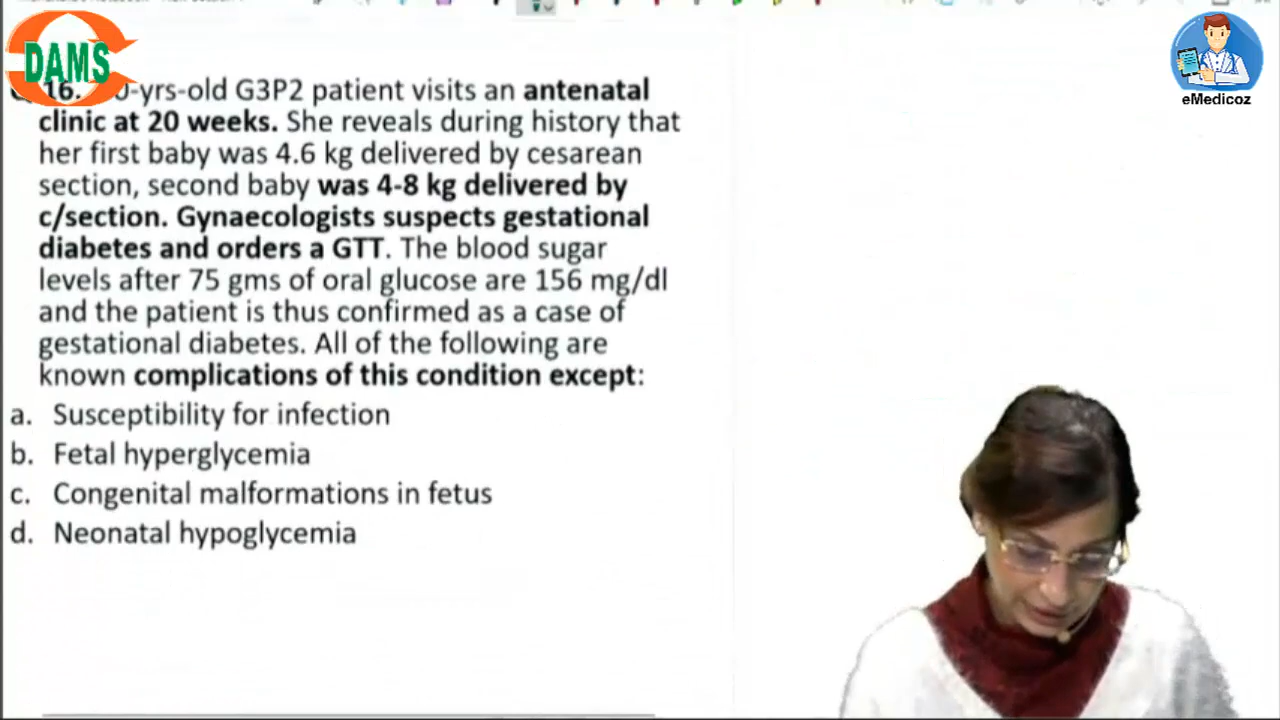 DAMS
eMedicoz
16. -yrs-old G3P2 patient visits an antenatal
clinic at 20 weeks. She reveals during history that
her first baby was 4.6 kg delivered by cesarean
section, second baby was 4-8 kg delivered by
c/section. Gynaecologists suspects gestational
diabetes and orders a GTT. The blood sugar
levels after 75 gms of oral glucose are 156 mg/dl
and the patient is thus confirmed as a case of
gestational diabetes. All of the following are
known complications of this condition except:
a. Susceptibility for infection
b. Fetal hyperglycemia
c. Congenital malformations in fetus
d. Neonatal hypoglycemia